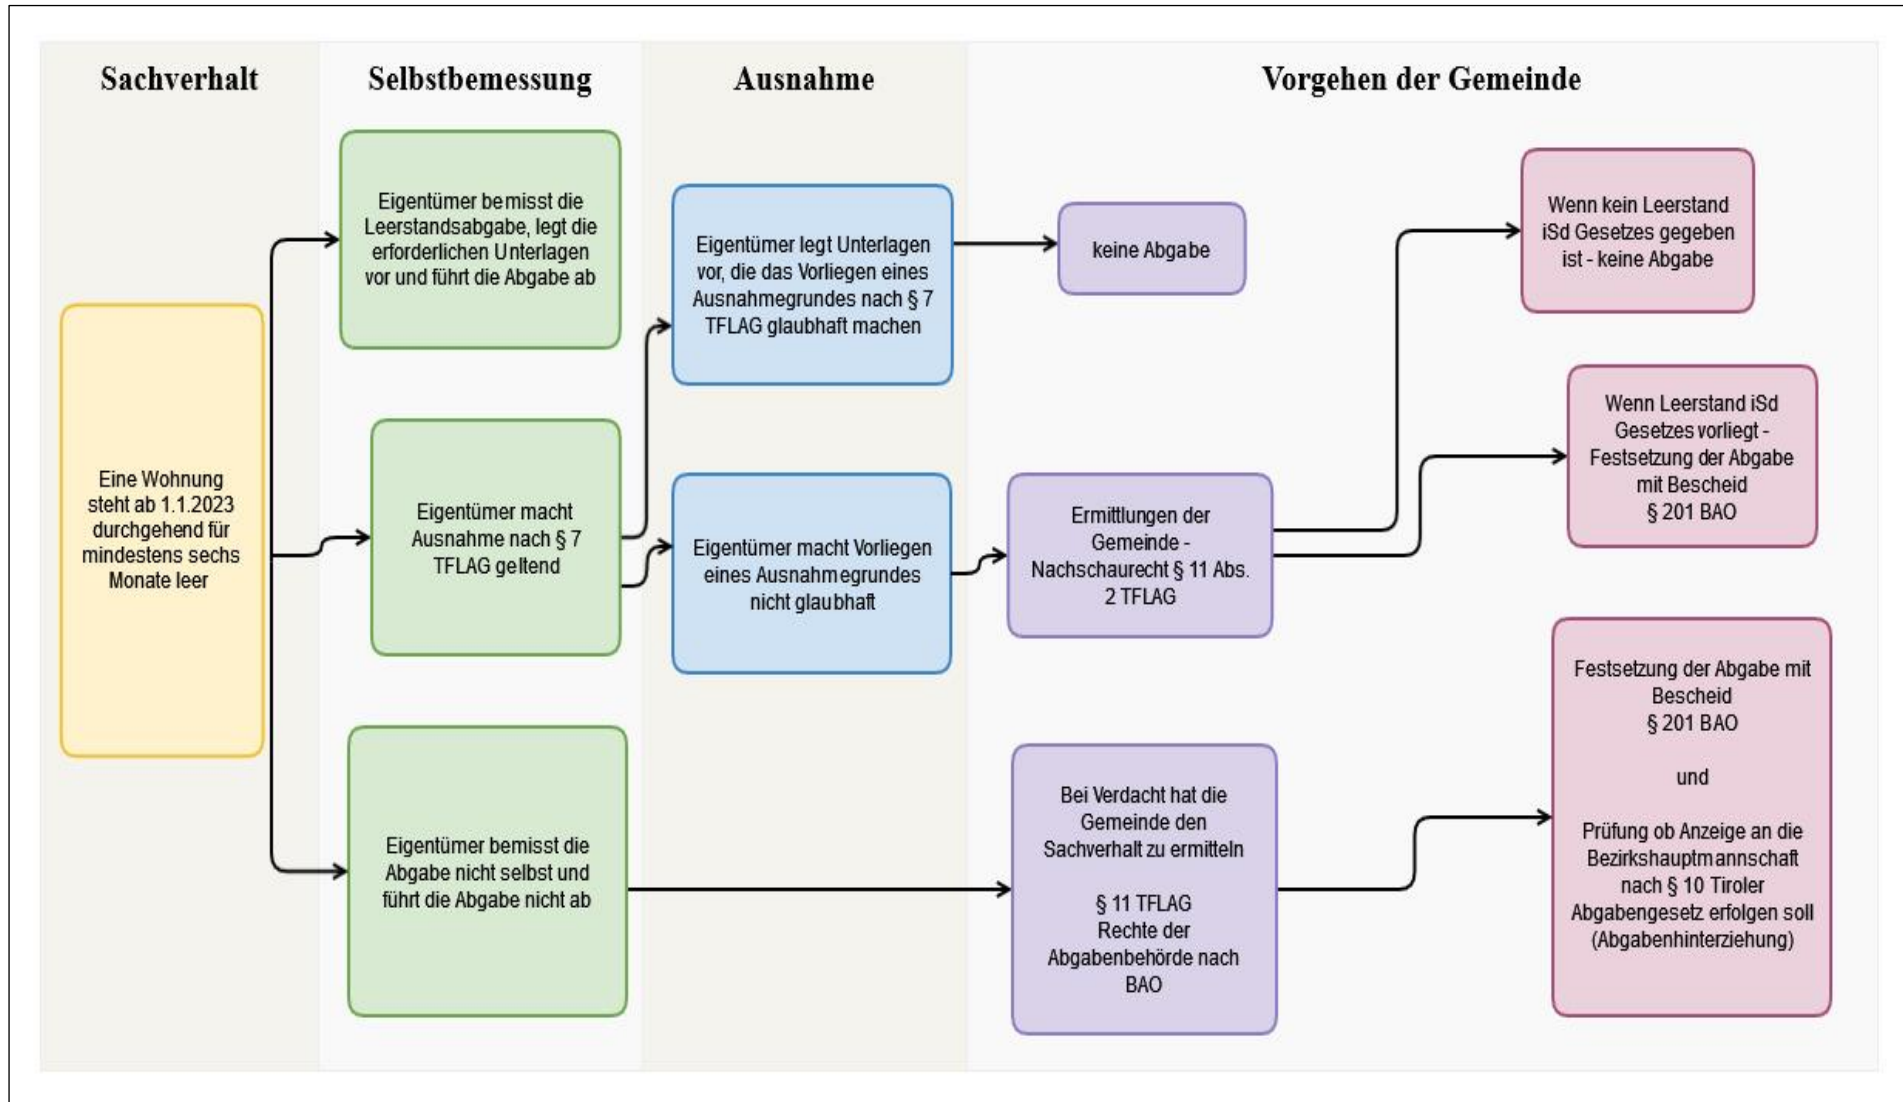 Sachverhalt
Selbstbemessung
Ausnahme
Vorgehen der Gemeinde
Eine Wohnung
steht ab 1.1.2023
durchgehend für
mindestens sechs
Monate leer
Eigentümer bemisst die
Leerstandsabgabe, legt die
erforderlichen Unterlagen
vor und führt die Abgabe ab
Eigentümer macht
Ausnahme nach § 7
TFLAG geltend
Eigentümer bemisst die
Abgabe nicht selbst und
führt die Abgabe nicht ab
Eigentümer legt Unterlagen
vor, die das Vorliegen eines
Ausnahmegrundes nach § 7
TFLAG glaubhaft machen
Eigentümer macht Vorliegen
eines Ausnahmegrundes
nicht glaubhaft
keine Abgabe
Ermittlungen der
Gemeinde -
Nachschaurecht § 11 Abs.
2 TFLAG
Bei Verdacht hat die
Gemeinde den
Sachverhalt zu ermitteln
§ 11 TFLAG
Rechte der
Abgabenbehörde nach
BAO
Wenn kein Leerstand
iSd Gesetzes gegeben
ist - keine Abgabe
Wenn Leerstand iSd
Gesetzes vorliegt -
Festsetzung der Abgabe
mit Bescheid
§ 201 BAO
Festsetzung der Abgabe mit
Bescheid
§ 201 BAO
und
Prüfung ob Anzeige an die
Bezirkshauptmannschaft
nach § 10 Tiroler
Abgabengesetz erfolgen soll
(Abgabenhinterziehung)